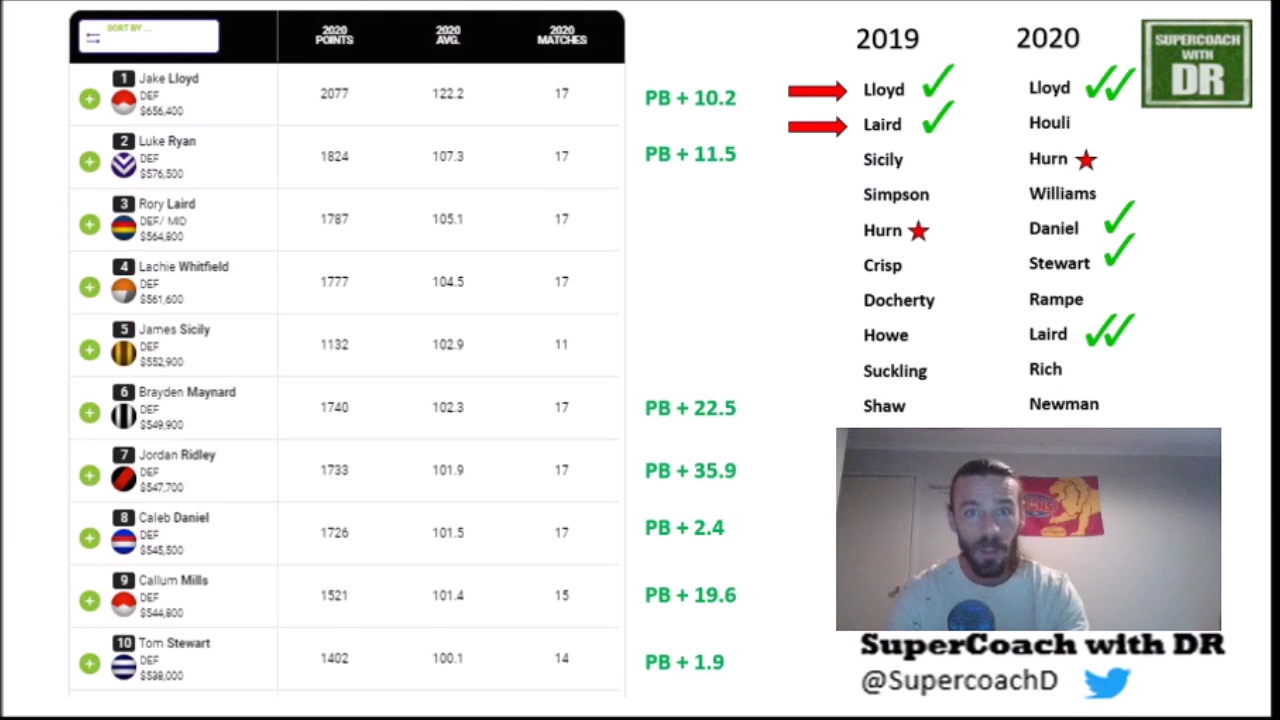 SORT BY ...
2020 POINTS
2020 AVG.
2020 MATCHES
1 Jake Lloyd
DEF
$656,400
2077 122.2 17
PB + 10.2
2 Luke Ryan
DEF
$576,500
1824 107.3 17
PB + 11.5
3 Rory Laird
DEF/ MID
$564,800
1787 105.1 17
4 Lachie Whitfield
DEF
$561,600
1777 104.5 17
5 James Sicily
DEF
$552,900
1132 102.9 11
6 Brayden Maynard
DEF
$549,900
1740 102.3 17
PB + 22.5
7 Jordan Ridley
DEF
$547,700
1733 101.9 17
PB + 35.9
8 Caleb Daniel
DEF
$545,500
1726 101.5 17
PB + 2.4
9 Callum Mills
DEF
$544,800
1521 101.4 15
PB + 19.6
10 Tom Stewart
DEF
$538,000
1402 100.1 14
PB + 1.9
2019
Lloyd
Laird
Sicily
Simpson
Hurn
Crisp
Docherty
Howe
Suckling
Shaw
2020
Lloyd
Houli
Hurn
Williams
Daniel
Stewart
Rampe
Laird
Rich
Newman
SUPERCOACH
WITH
DR
SuperCoach with DR
@SupercoachD